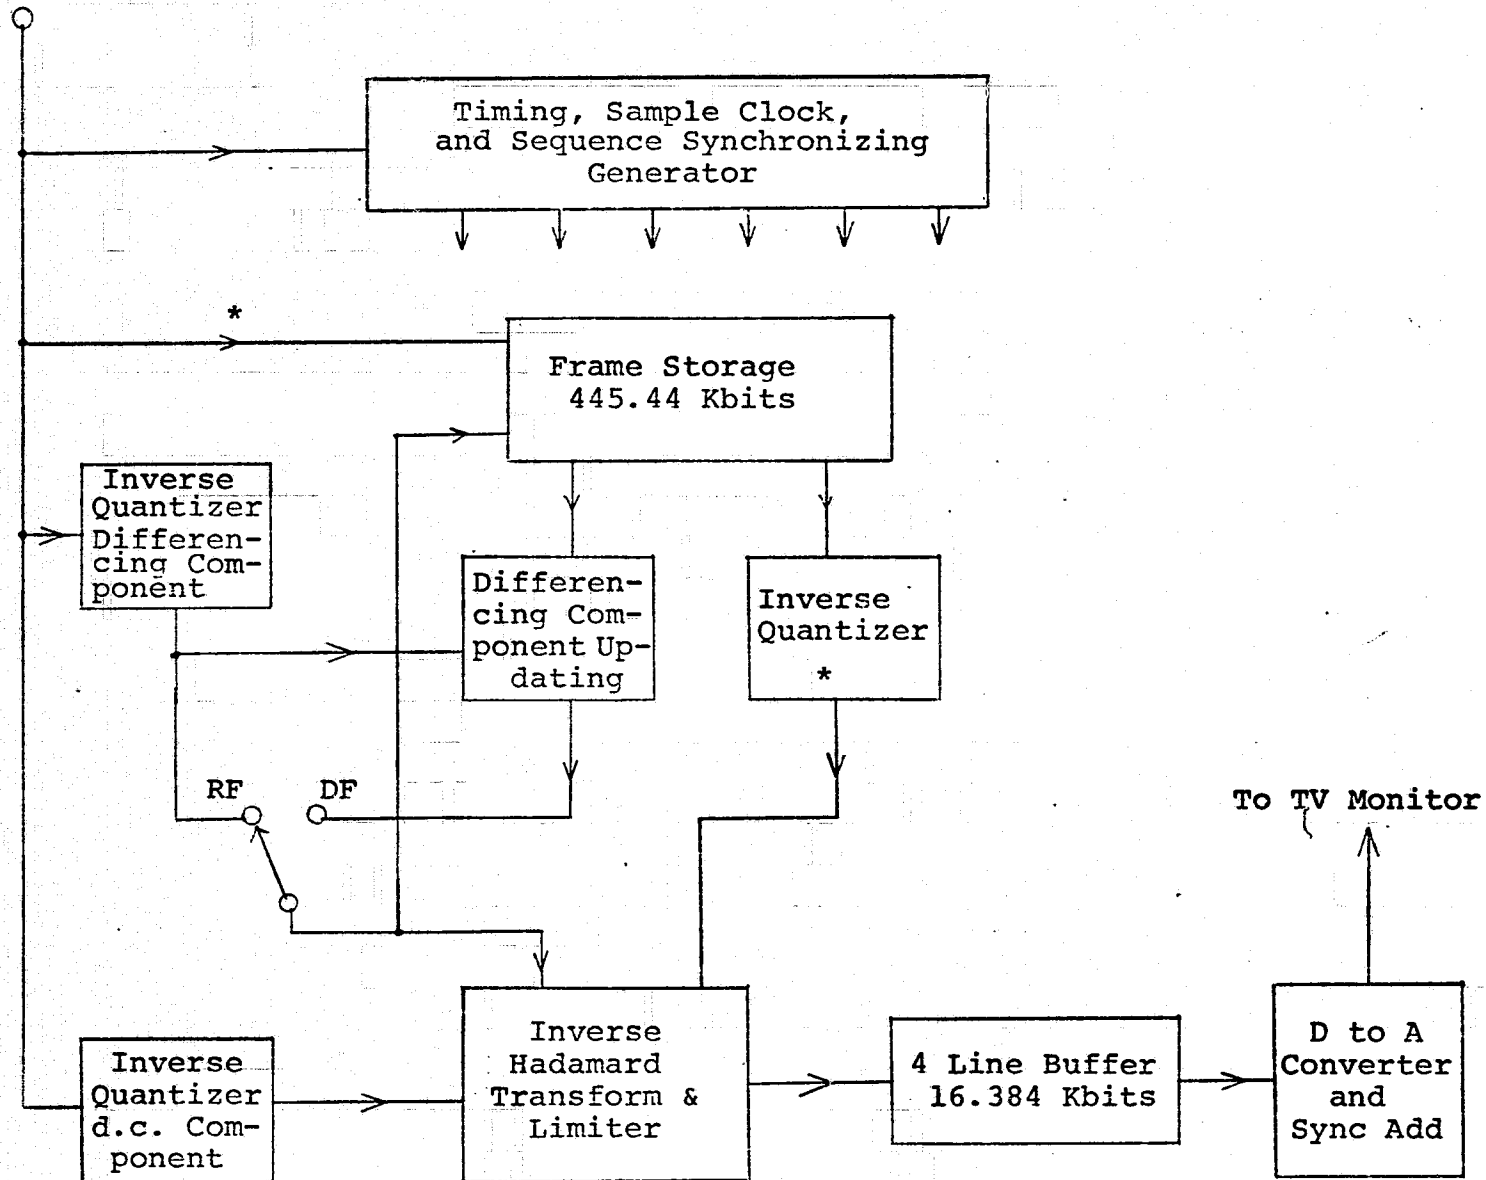 Timing, Sample Clock,
and Sequence Synchronizing
Generator
*
Frame Storage
445.44 Kbits
Inverse
Quantizer
Differen-
cing Com-
ponent
Differen-
cing Com-
ponent Up-
dating
Inverse
Quantizer
*
RF
DF
To TV Monitor
Inverse
Quantizer
d.c. Com-
ponent
Inverse
Hadamard
Transform &
Limiter
4 Line Buffer
16.384 Kbits
D to A
Converter
and
Sync Add